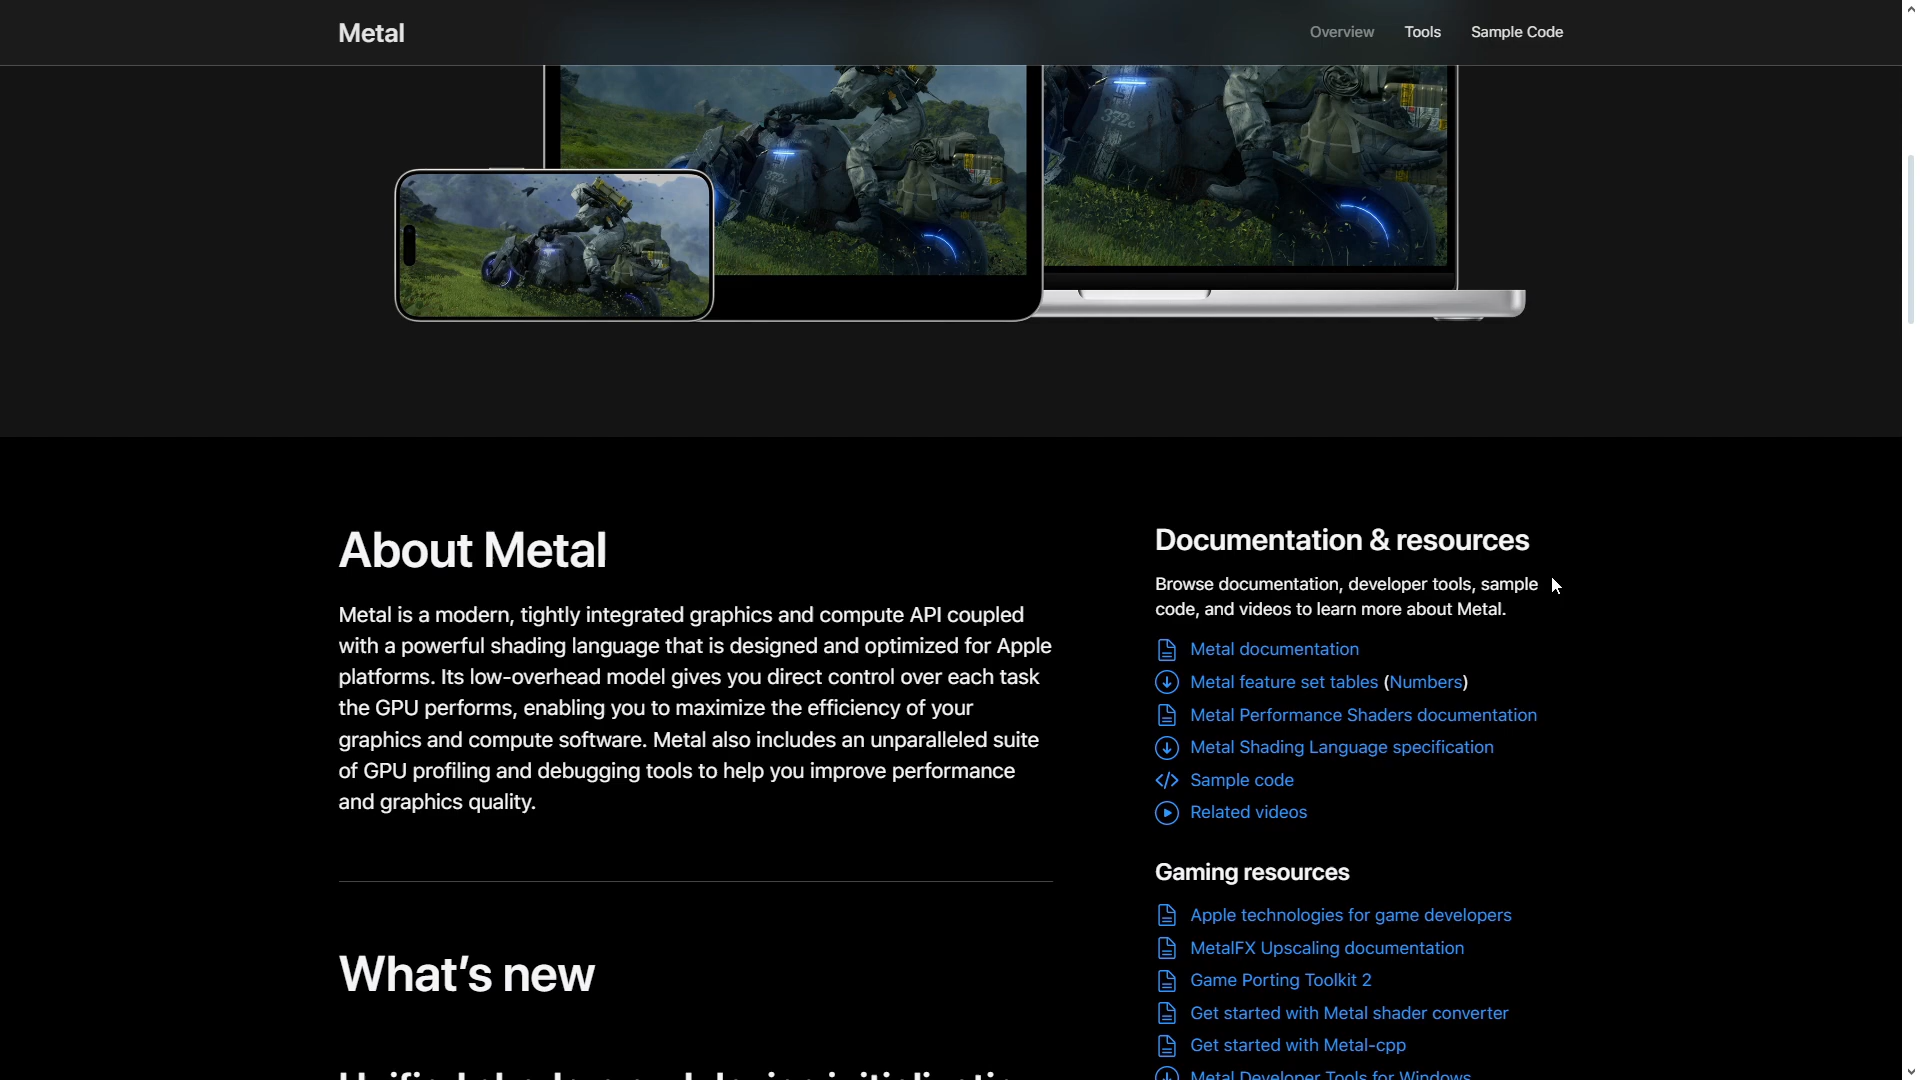 Metal
Overview
Tools
Sample Code
372c
About Metal
Metal is a modern, tightly integrated graphics and compute API coupled
with a powerful shading language that is designed and optimized for Apple
platforms. Its low-overhead model gives you direct control over each task
the GPU performs, enabling you to maximize the efficiency of your
graphics and compute software. Metal also includes an unparalleled suite
of GPU profiling and debugging tools to help you improve performance
and graphics quality.
What’s new
Documentation & resources
Browse documentation, developer tools, sample
code, and videos to learn more about Metal.
Metal documentation
Metal feature set tables (Numbers)
Metal Performance Shaders documentation
Metal Shading Language specification
Sample code
Related videos
Gaming resources
Apple technologies for game developers
MetalFX Upscaling documentation
Game Porting Toolkit 2
Get started with Metal shader converter
Get started with Metal-cpp
Metal Developer Tools for Windows